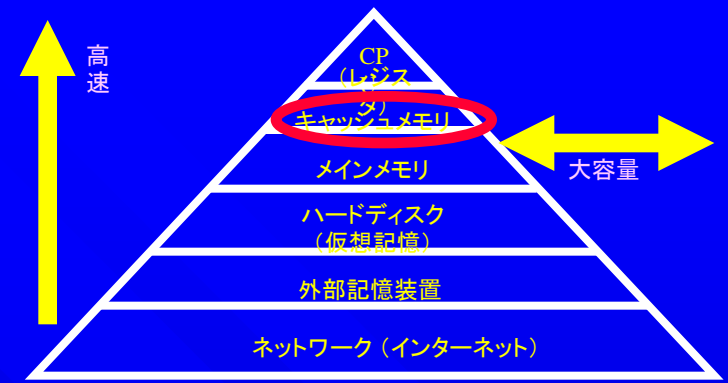 高
速
CP
(レジス
タ)
キャッシュメモリ
大容量
メインメモリ
ハードディスク
(仮想記憶)
外部記憶装置
ネットワーク(インターネット)